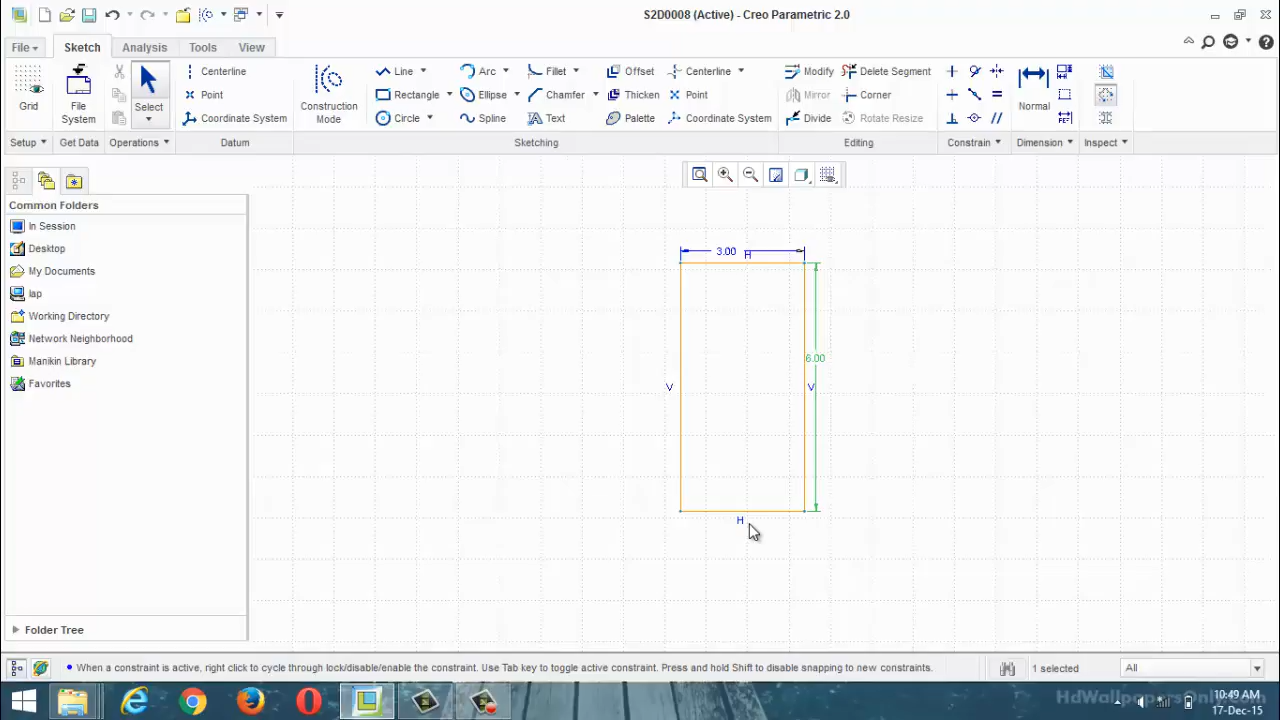 S2D0008 (Active) - Creo Parametric 2.0
File Sketch Analysis Tools View
Grid
File System
Select
Centerline
Point
Coordinate System
Construction Mode
Line Arc Fillet Offset Centerline
Rectangle Ellipse Chamfer Thicken Point
Circle Spline Text Palette Coordinate System
Modify Delete Segment
Mirror Corner
Divide Rotate Resize
Normal
Setup Get Data Operations Datum Sketching Editing Constrain Dimension Inspect
Common Folders
In Session
Desktop
My Documents
lap
Working Directory
Network Neighborhood
Manikin Library
Favorites
3.00 H
6.00
V V
H
Folder Tree
When a constraint is active, right click to cycle through lock/disable/enable the constraint. Use Tab key to toggle active constraint. Press and hold Shift to disable snapping to new constraints.
1 selected
All
HdWallpapersOnly.com
10:49 AM
17-Dec-15